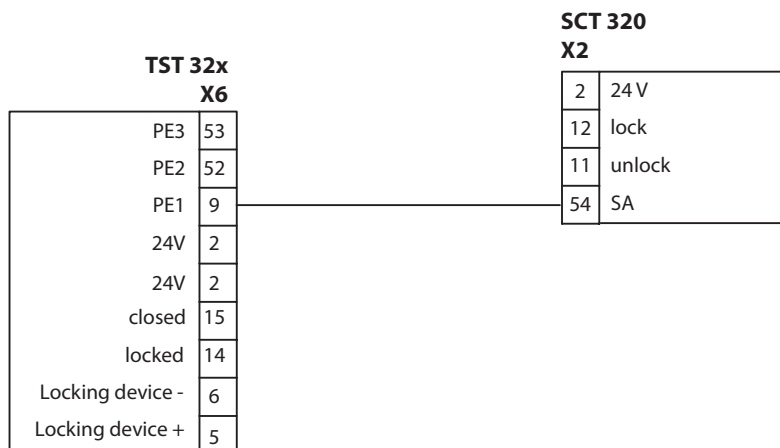 SCT 320
X2
2 24 V
12 lock
11 unlock
54 SA
TST 32x
X6
PE3 53
PE2 52
PE1 9
24V 2
24V 2
closed 15
locked 14
Locking device - 6
Locking device + 5